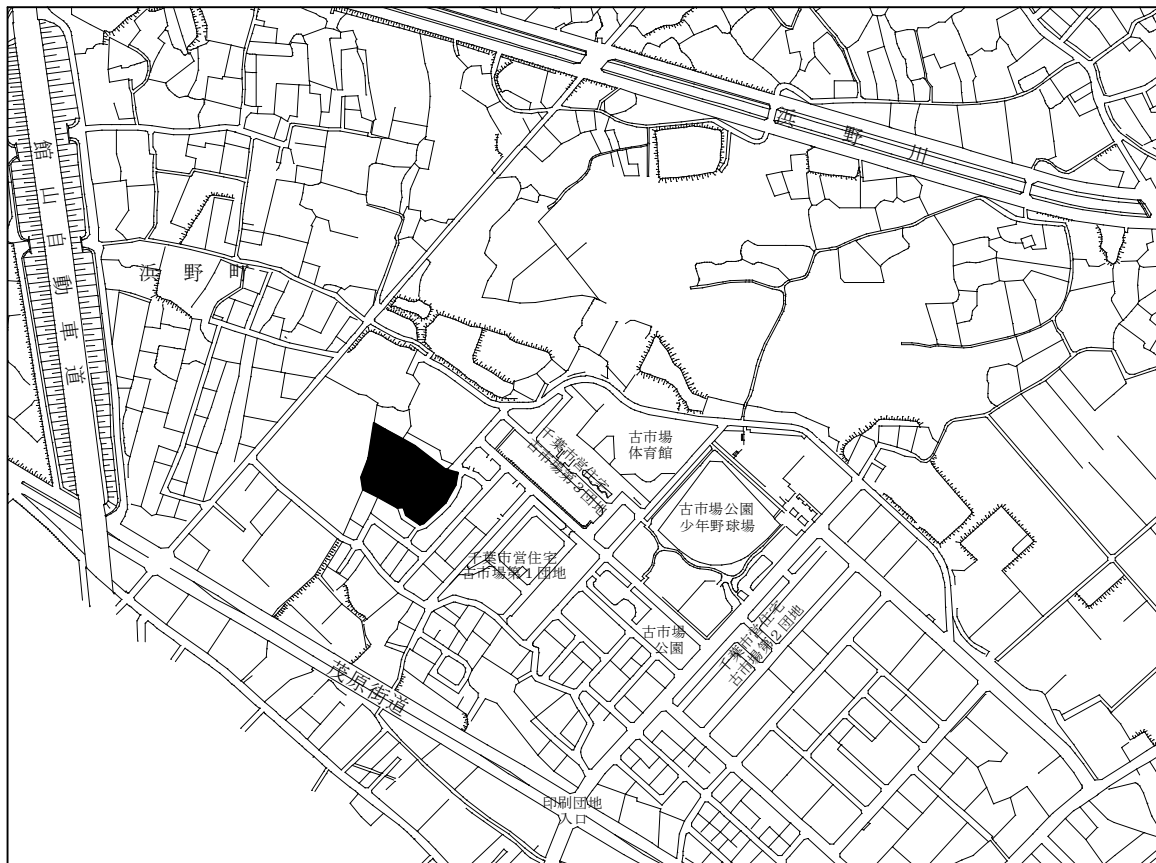 浜野川
館山自動車道
浜野町
千葉市営住宅
古市場第3団地
古市場
体育館
古市場公園
少年野球場
千葉市営住宅
古市場第1団地
古市場
公園
千葉市営住宅
古市場第2団地
茂原街道
印刷団地
入口